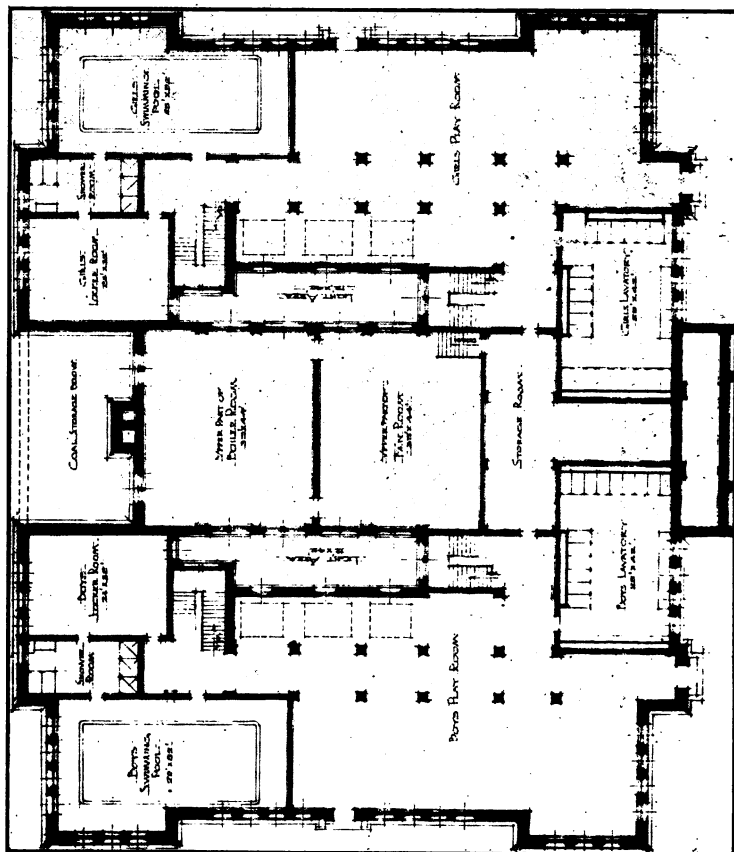 GIRLS
SWIMMING
POOL
SHOWER
ROOM
GIRLS
LOCKER ROOM
GIRLS PLAY ROOM
LIGHT AREA
GIRLS LAVATORY
COAL STORAGE ROOM
UPPER PART OF
BOILER ROOM
UPPER PART OF
FAN ROOM
STORAGE ROOM
BOYS
LOCKER ROOM
LIGHT AREA
BOYS LAVATORY
SHOWER
ROOM
BOYS PLAY ROOM
BOYS
SWIMMING
POOL